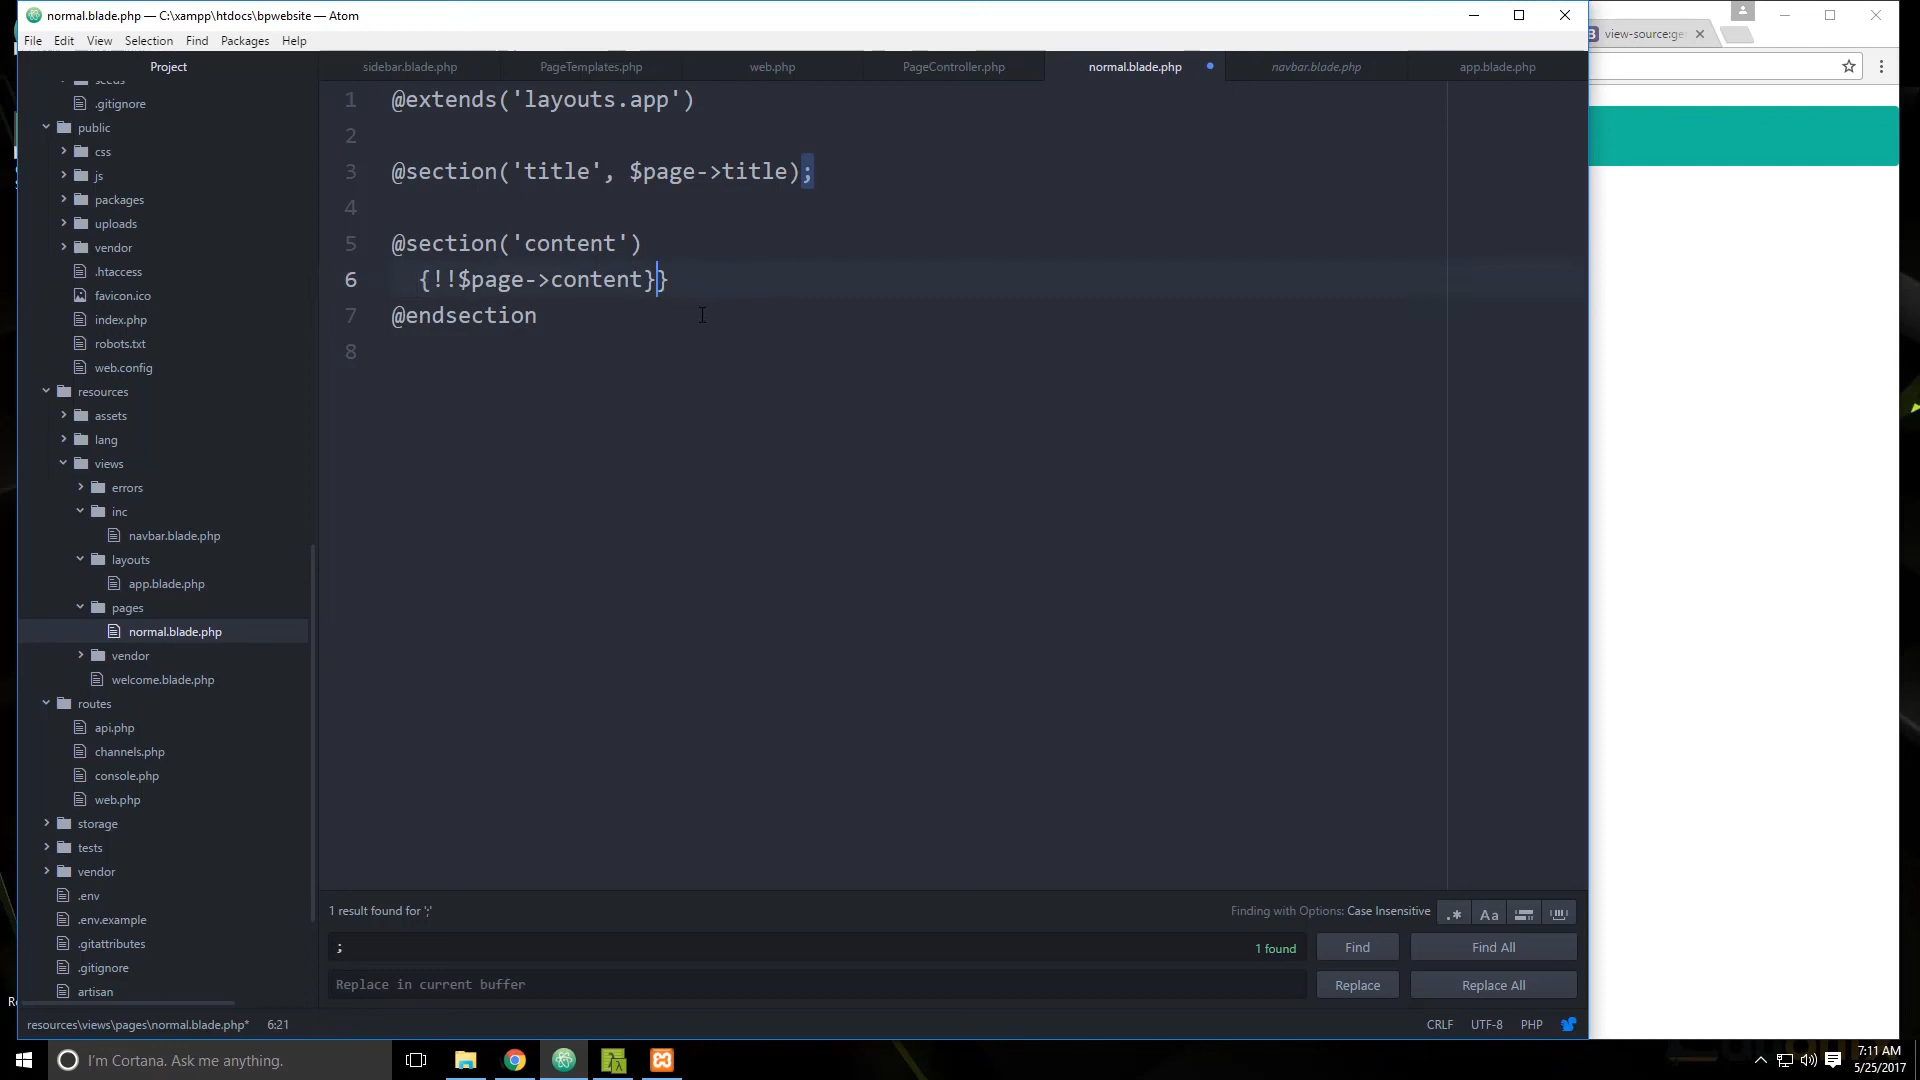 normal.blade.php — C:\xampp\htdocs\bpwebsite — Atom
view-source:ge
File Edit View Selection Find Packages Help
Project
sidebar.blade.php PageTemplates.php web.php PageController.php normal.blade.php navbar.blade.php app.blade.php
seeds
.gitignore
public
css
js
packages
uploads
vendor
.htaccess
favicon.ico
index.php
robots.txt
web.config
resources
assets
lang
views
errors
inc
navbar.blade.php
layouts
app.blade.php
pages
normal.blade.php
vendor
welcome.blade.php
routes
api.php
channels.php
console.php
web.php
storage
tests
vendor
.env
.env.example
.gitattributes
.gitignore
artisan
1 @extends('layouts.app')
2
3 @section('title', $page->title);
4
5 @section('content')
6 {!!$page->content}}
7 @endsection
8
1 result found for ';'
Finding with Options: Case Insensitive .* Aa
; 1 found Find Find All
Replace in current buffer Replace Replace All
resources\views\pages\normal.blade.php* 6:21 CRLF UTF-8 PHP
I'm Cortana. Ask me anything.
7:11 AM
5/25/2017